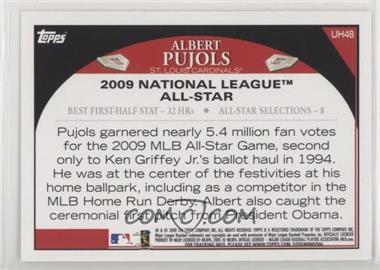 Topps
UH48
ALBERT
PUJOLS
ST. LOUIS CARDINALS®
2009 NATIONAL LEAGUE™
ALL-STAR
BEST FIRST-HALF STAT – 32 HRs ◆ ALL-STAR SELECTIONS – 8
Pujols garnered nearly 5.4 million fan votes
for the 2009 MLB All-Star Game, second
only to Ken Griffey Jr.'s ballot haul in 1994.
He was at the center of the festivities at his
home ballpark, including as a competitor in the
MLB Home Run Derby. Albert also caught the
ceremonial first pitch from President Obama.